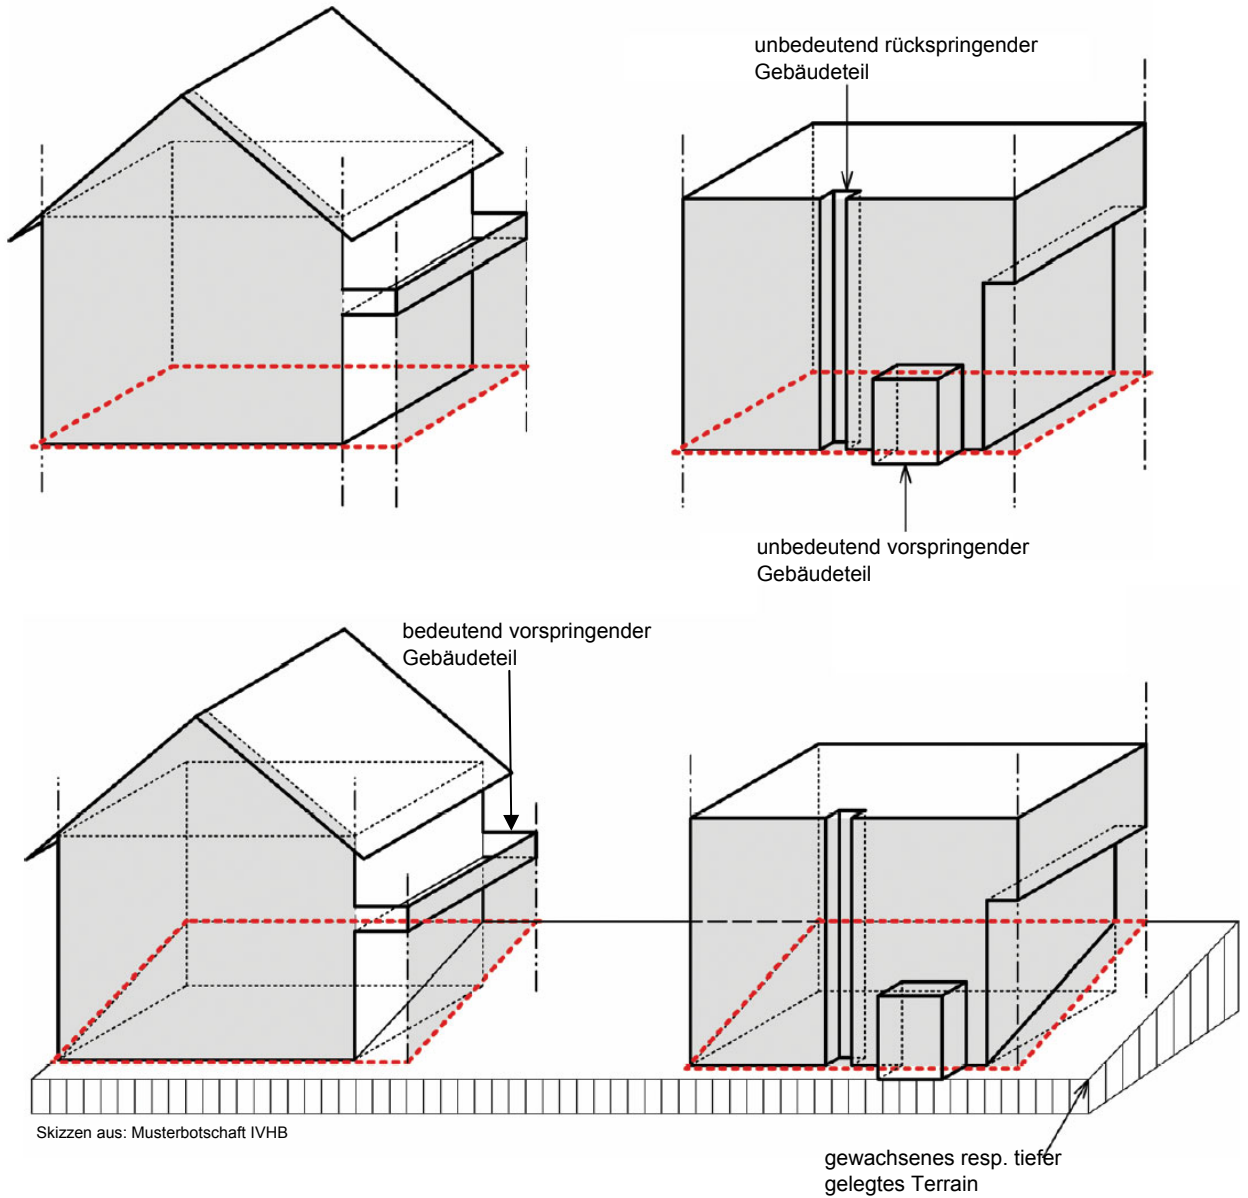 unbedeutend rückspringender
Gebäudeteil
unbedeutend vorspringender
Gebäudeteil
bedeutend vorspringender
Gebäudeteil
Skizzen aus: Musterbotschaft IVHB
gewachsenes resp. tiefer
gelegtes Terrain